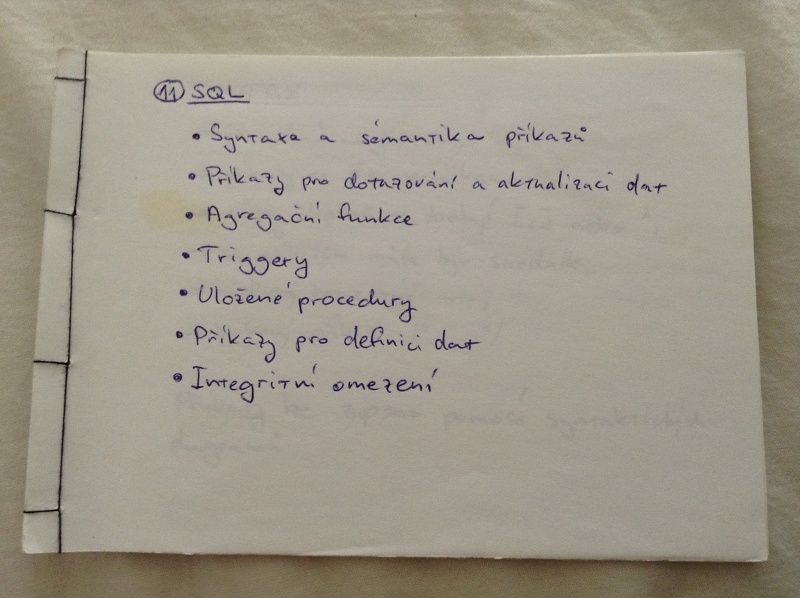 11 SQL
• Syntaxe a sémantika příkazů
• Příkazy pro dotazování a aktualizaci dat
• Agregační funkce
• Triggery
• Uložené procedury
• Příkazy pro definici dat
• Integritní omezení